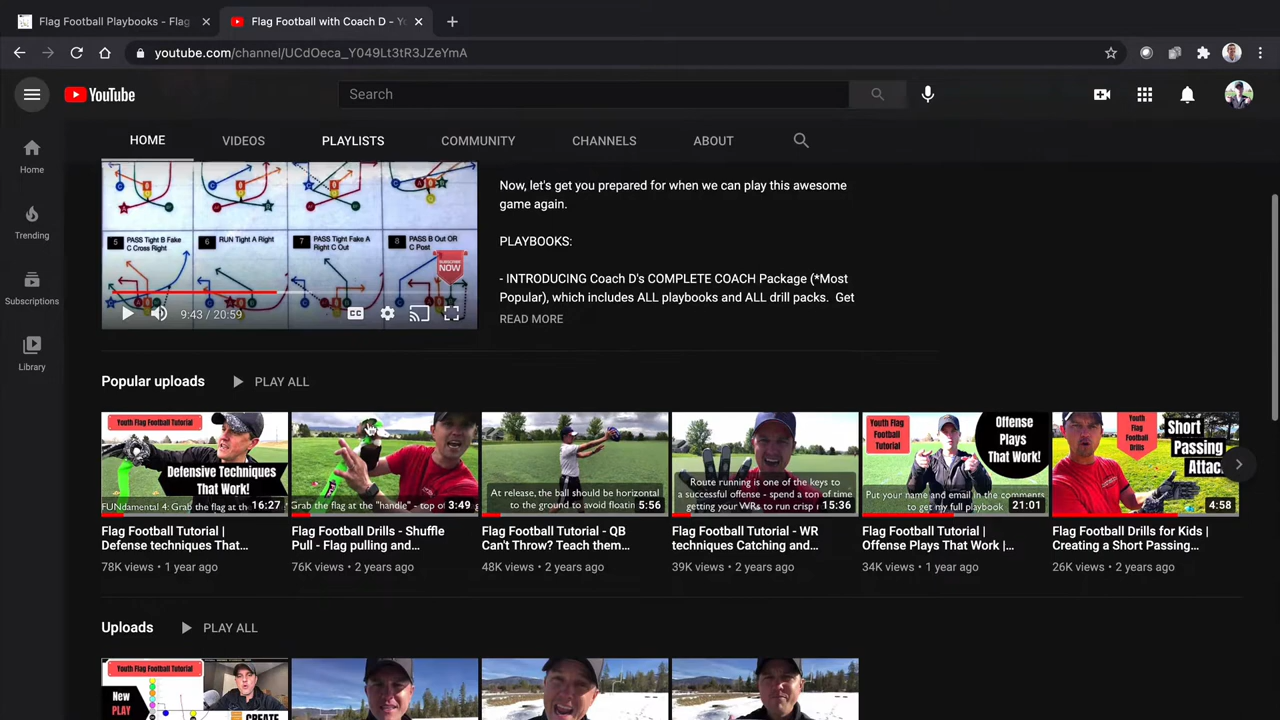 Flag Football Playbooks - Flag
Flag Football with Coach D - Yo
youtube.com/channel/UCdOeca_Y049Lt3tR3JZeYmA
YouTube
Search
HOME
VIDEOS
PLAYLISTS
COMMUNITY
CHANNELS
ABOUT
Home
Trending
Subscriptions
Library
5 PASS Tight B Fake
C Cross Right
6 RUN Tight A Right
7 PASS Tight Fake A
R C Out
8 PASS B Out OR
C Post
NOW
9:43 / 20:59
CC
Now, let's get you prepared for when we can play this awesome
game again.
PLAYBOOKS:
- INTRODUCING Coach D's COMPLETE COACH Package (*Most
Popular), which includes ALL playbooks and ALL drill packs. Get
READ MORE
Popular uploads
PLAY ALL
Youth Flag Football Tutorial
Defensive Techniques
That Work!
FUNdamental 4: Grab the flag at
16:27
Flag Football Tutorial |
Defense techniques That...
78K views • 1 year ago
Grab the flag at the "handle" - top of
3:49
Flag Football Drills - Shuffle
Pull - Flag pulling and...
76K views • 2 years ago
At release, the ball should be horizontal
to the ground to avoid floatin
5:56
Flag Football Tutorial - QB
Can't Throw? Teach them...
48K views • 2 years ago
Route running is one of the keys to
a successful offense - spend a ton of time
getting your WRs to run crisp r
15:36
Flag Football Tutorial - WR
techniques Catching and...
39K views • 2 years ago
Youth Flag
Football
Tutorial
Offense
Plays
That Work!
Put your name and email in the comments
to get my full playbook
21:01
Flag Football Tutorial |
Offense Plays That Work |...
34K views • 1 year ago
Youth
Flag
Football
Drills
Short
Passing
Attac
4:58
Flag Football Drills for Kids |
Creating a Short Passing...
26K views • 2 years ago
Uploads
PLAY ALL
Youth Flag Football Tutorial
New
PLAY
CREATE